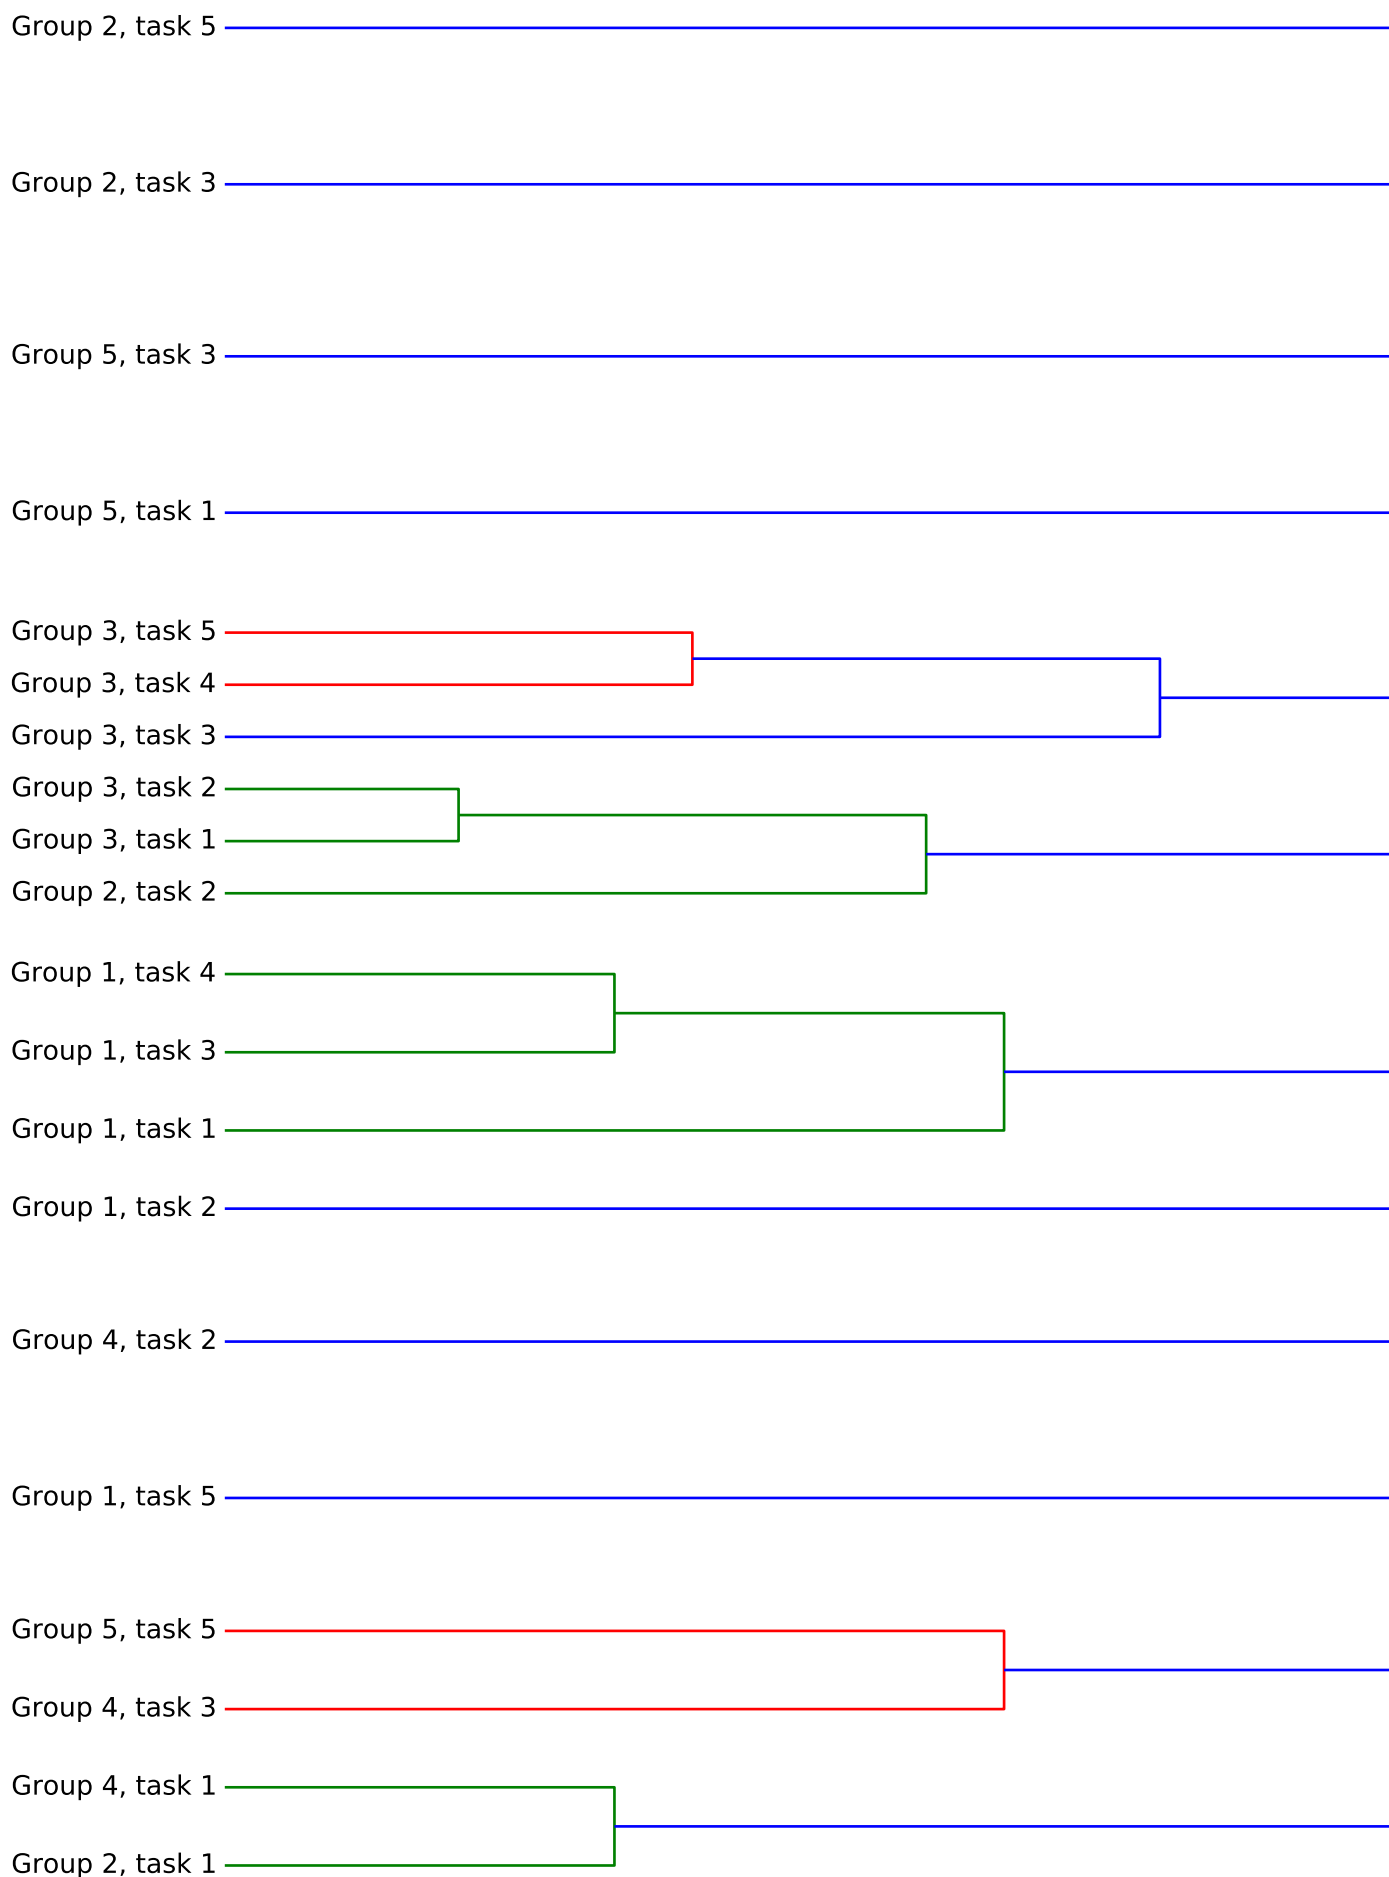 Group 2, task 5
Group 2, task 3
Group 5, task 3
Group 5, task 1
Group 3, task 5
Group 3, task 4
Group 3, task 3
Group 3, task 2
Group 3, task 1
Group 2, task 2
Group 1, task 4
Group 1, task 3
Group 1, task 1
Group 1, task 2
Group 4, task 2
Group 1, task 5
Group 5, task 5
Group 4, task 3
Group 4, task 1
Group 2, task 1